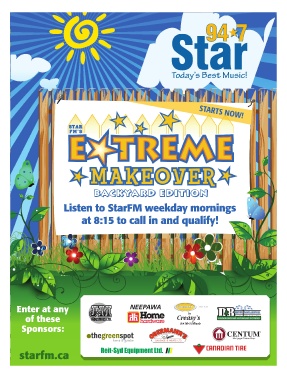 94★7
Star
Today's Best Music!
STARTS NOW!
STAR
FM'S
EXTREME
★MAKEOVER★
BACKYARD EDITION
Listen to StarFM weekday mornings
at 8:15 to call in and qualify!
Enter at any
of these
Sponsors:
starfm.ca
NEEPAWA
Home
Creasy's
thegreenspot
CENTUM
Reit-Syd Equipment Ltd.
CANADIAN TIRE